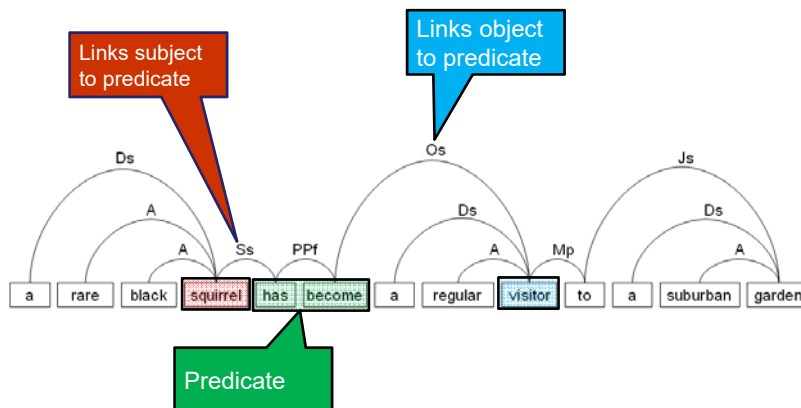 Links subject
to predicate
Links object
to predicate
Os
Js
Ds
A
Ds
Ds
A
Ss
PPf
A
Mp
A
a rare black squirrel has become a regular visitor to a suburban garden
Predicate